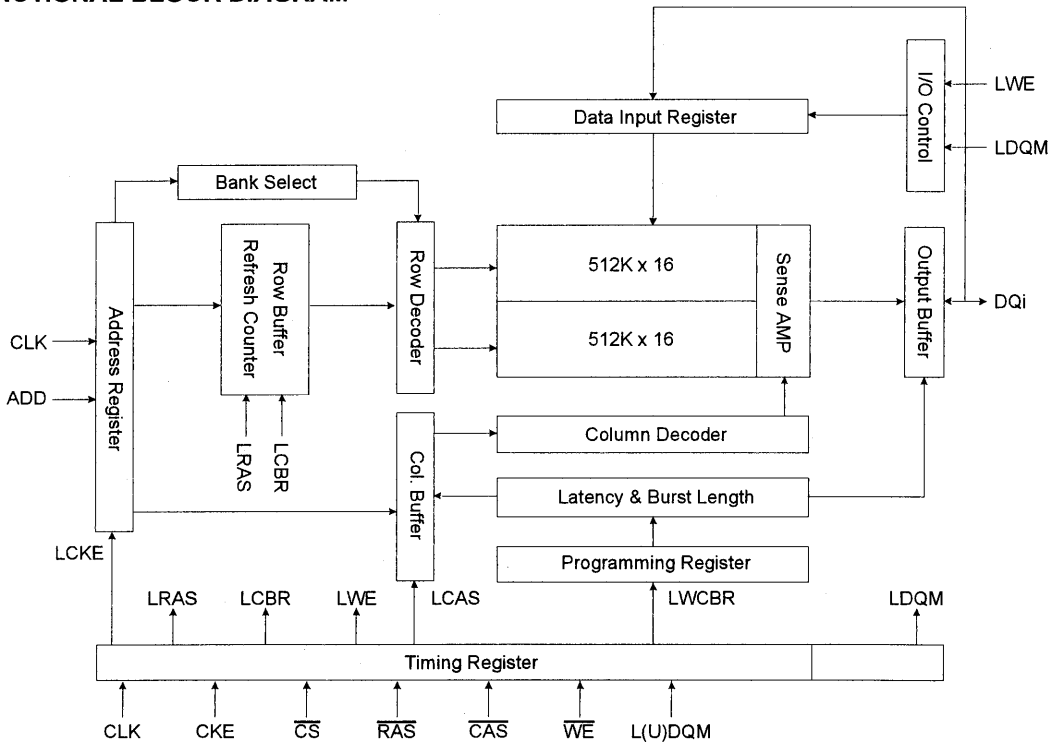 FUNCTIONAL BLOCK DIAGRAM
I/O Control
LWE
LDQM
Data Input Register
Bank Select
Address Register
CLK
ADD
Row Buffer
Refresh Counter
LRAS
LCBR
Row Decoder
512K x 16
512K x 16
Sense AMP
Output Buffer
DQi
Col. Buffer
Column Decoder
Latency & Burst Length
Programming Register
LCKE
LRAS
LCBR
LWE
LCAS
LWCBR
LDQM
Timing Register
CLK
CKE
CS
RAS
CAS
WE
L(U)DQM